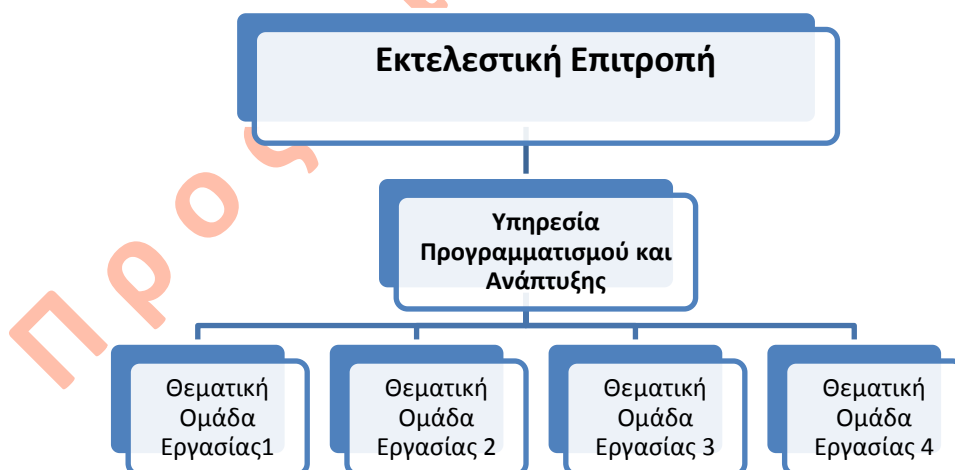 Εκτελεστική Επιτροπή
Υπηρεσία
Προγραμματισμού και
Ανάπτυξης
Θεματική
Ομάδα
Εργασίας1
Θεματική
Ομάδα
Εργασίας 2
Θεματική
Ομάδα
Εργασίας 3
Θεματική
Ομάδα
Εργασίας 4
Προς